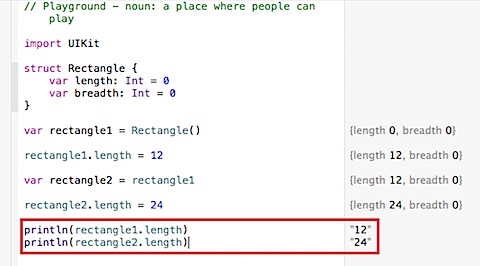 // Playground – noun: a place where people can
play
import UIKit
struct Rectangle {
var length: Int = 0
var breadth: Int = 0
}
var rectangle1 = Rectangle() {length 0, breadth 0}
rectangle1.length = 12 {length 12, breadth 0}
var rectangle2 = rectangle1 {length 12, breadth 0}
rectangle2.length = 24 {length 24, breadth 0}
println(rectangle1.length) "12"
println(rectangle2.length) "24"